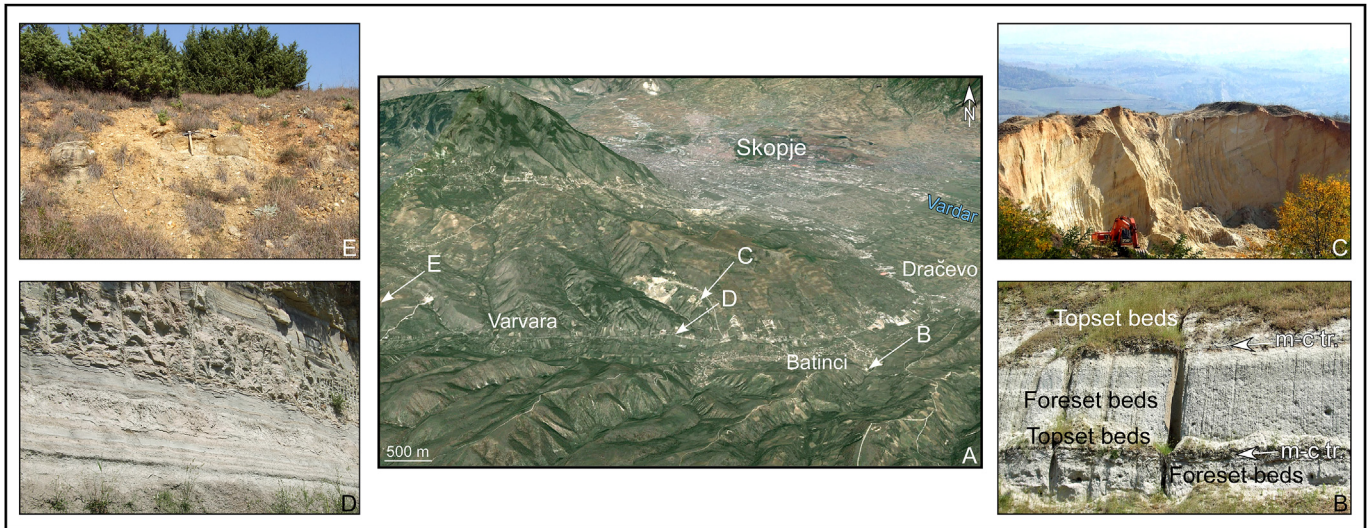 E
D
N
Skopje
Vardar
Dračevo
C
D
E
Varvara
B
Batinci
500 m
A
C
Topset beds
m-c tr.
Foreset beds
Topset beds
m-c tr.
Foreset beds
B